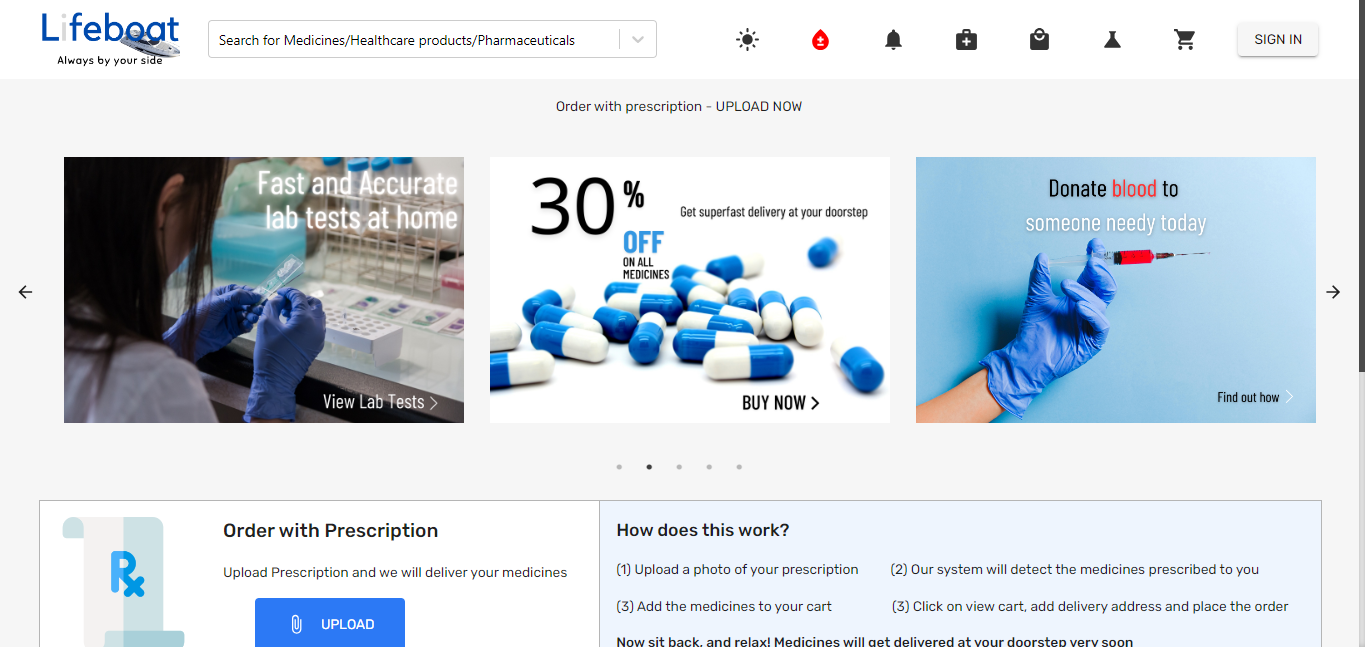 Lifeboat
Always by your side
Search for Medicines/Healthcare products/Pharmaceuticals
SIGN IN
Order with prescription - UPLOAD NOW
Fast and Accurate
lab tests at home
View Lab Tests
30%
OFF
ON ALL
MEDICINES
Get superfast delivery at your doorstep
BUY NOW
Donate blood to
someone needy today
Find out how
Rx
Order with Prescription
Upload Prescription and we will deliver your medicines
UPLOAD
How does this work?
(1) Upload a photo of your prescription
(2) Our system will detect the medicines prescribed to you
(3) Add the medicines to your cart
(3) Click on view cart, add delivery address and place the order
Now sit back, and relax! Medicines will get delivered at your doorstep very soon